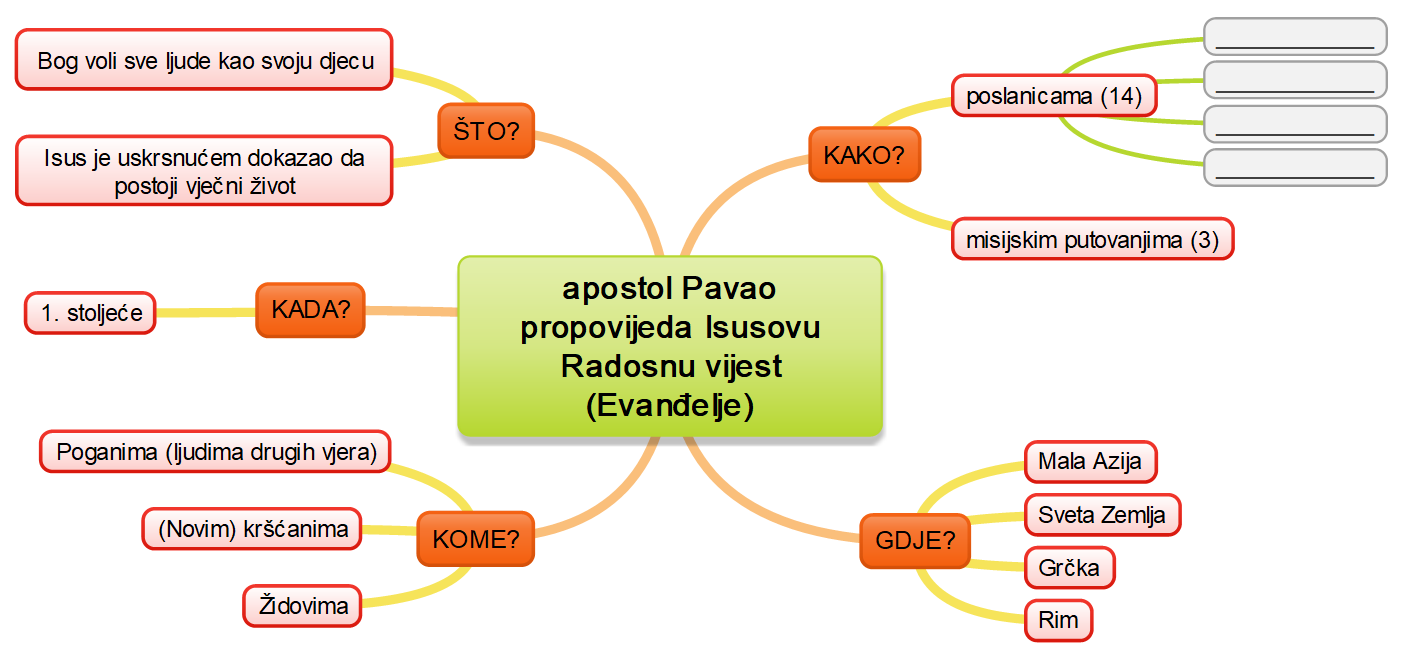 Bog voli sve ljude kao svoju djecu
Isus je uskrsnućem dokazao da
postoji vječni život
ŠTO?
KADA?
1. stoljeće
KOME?
Poganima (ljudima drugih vjera)
(Novim) kršćanima
Židovima
apostol Pavao
propovijeda Isusovu
Radosnu vijest
(Evanđelje)
KAKO?
poslanicama (14)
misijskim putovanjima (3)
GDJE?
Mala Azija
Sveta Zemlja
Grčka
Rim